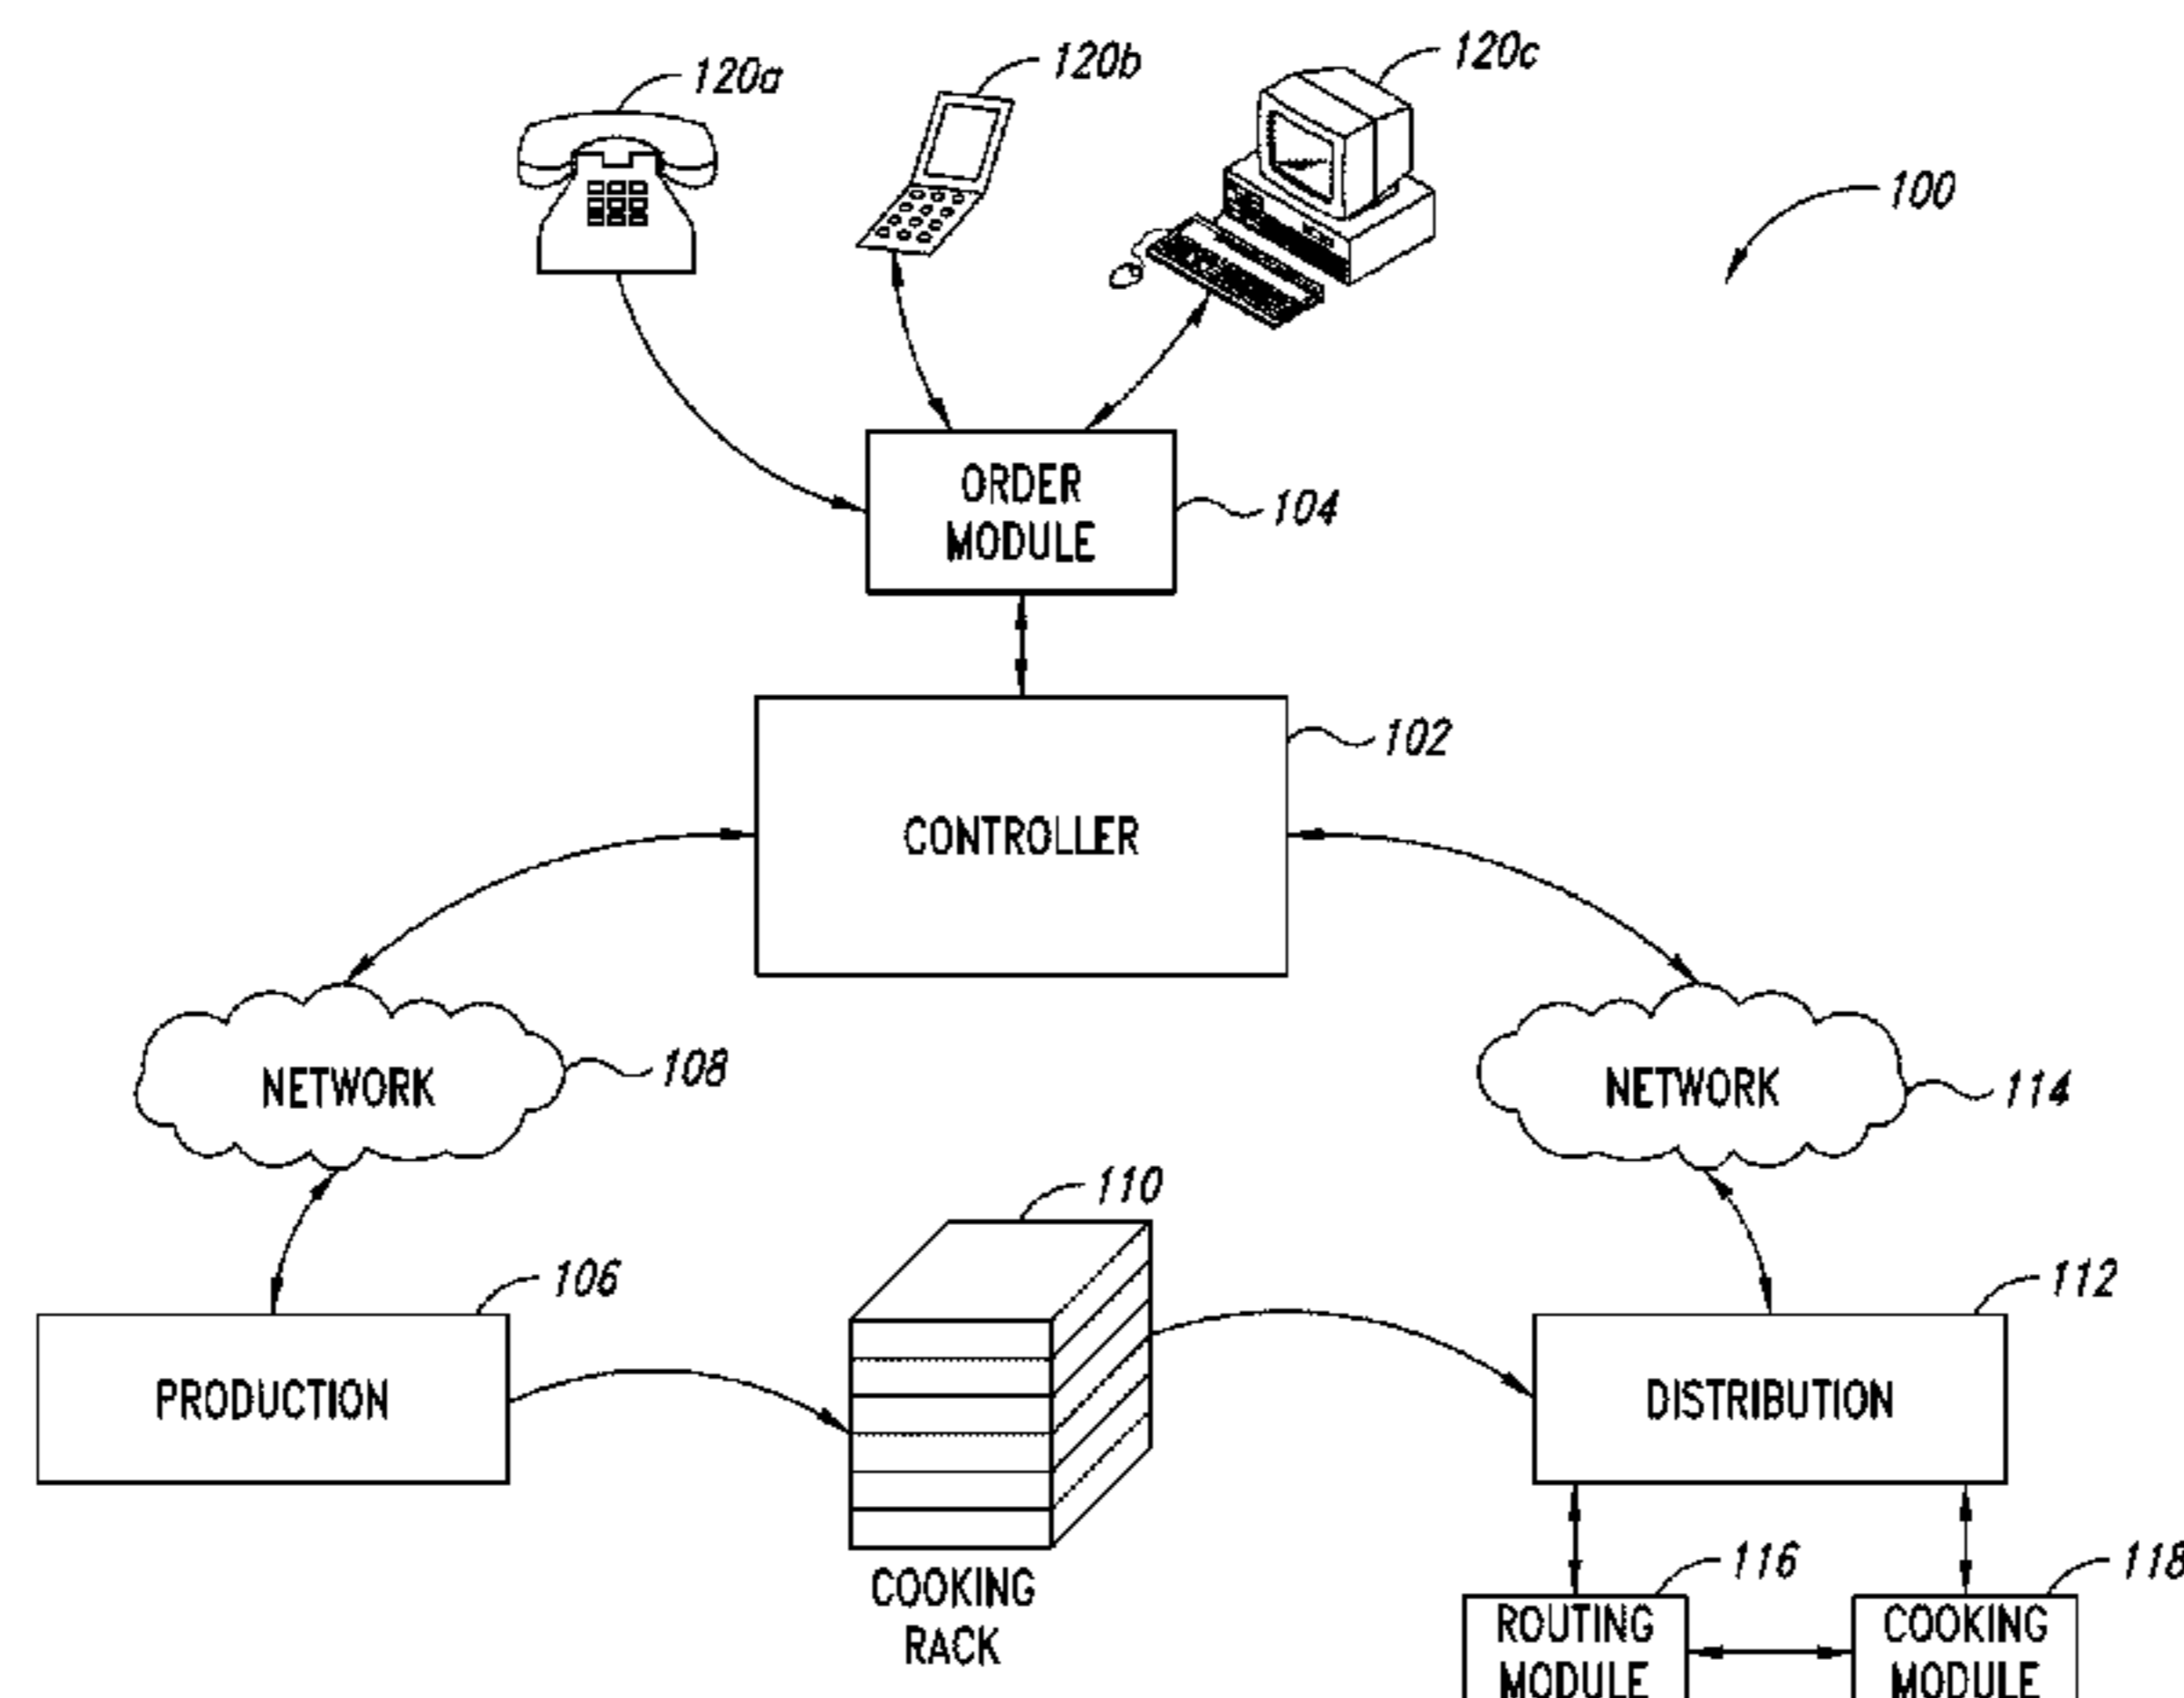 120a
120b
120c
100
ORDER
MODULE
104
102
CONTROLLER
NETWORK
108
NETWORK
114
110
106
112
PRODUCTION
DISTRIBUTION
COOKING
RACK
116
118
ROUTING
MODULE
COOKING
MODULE